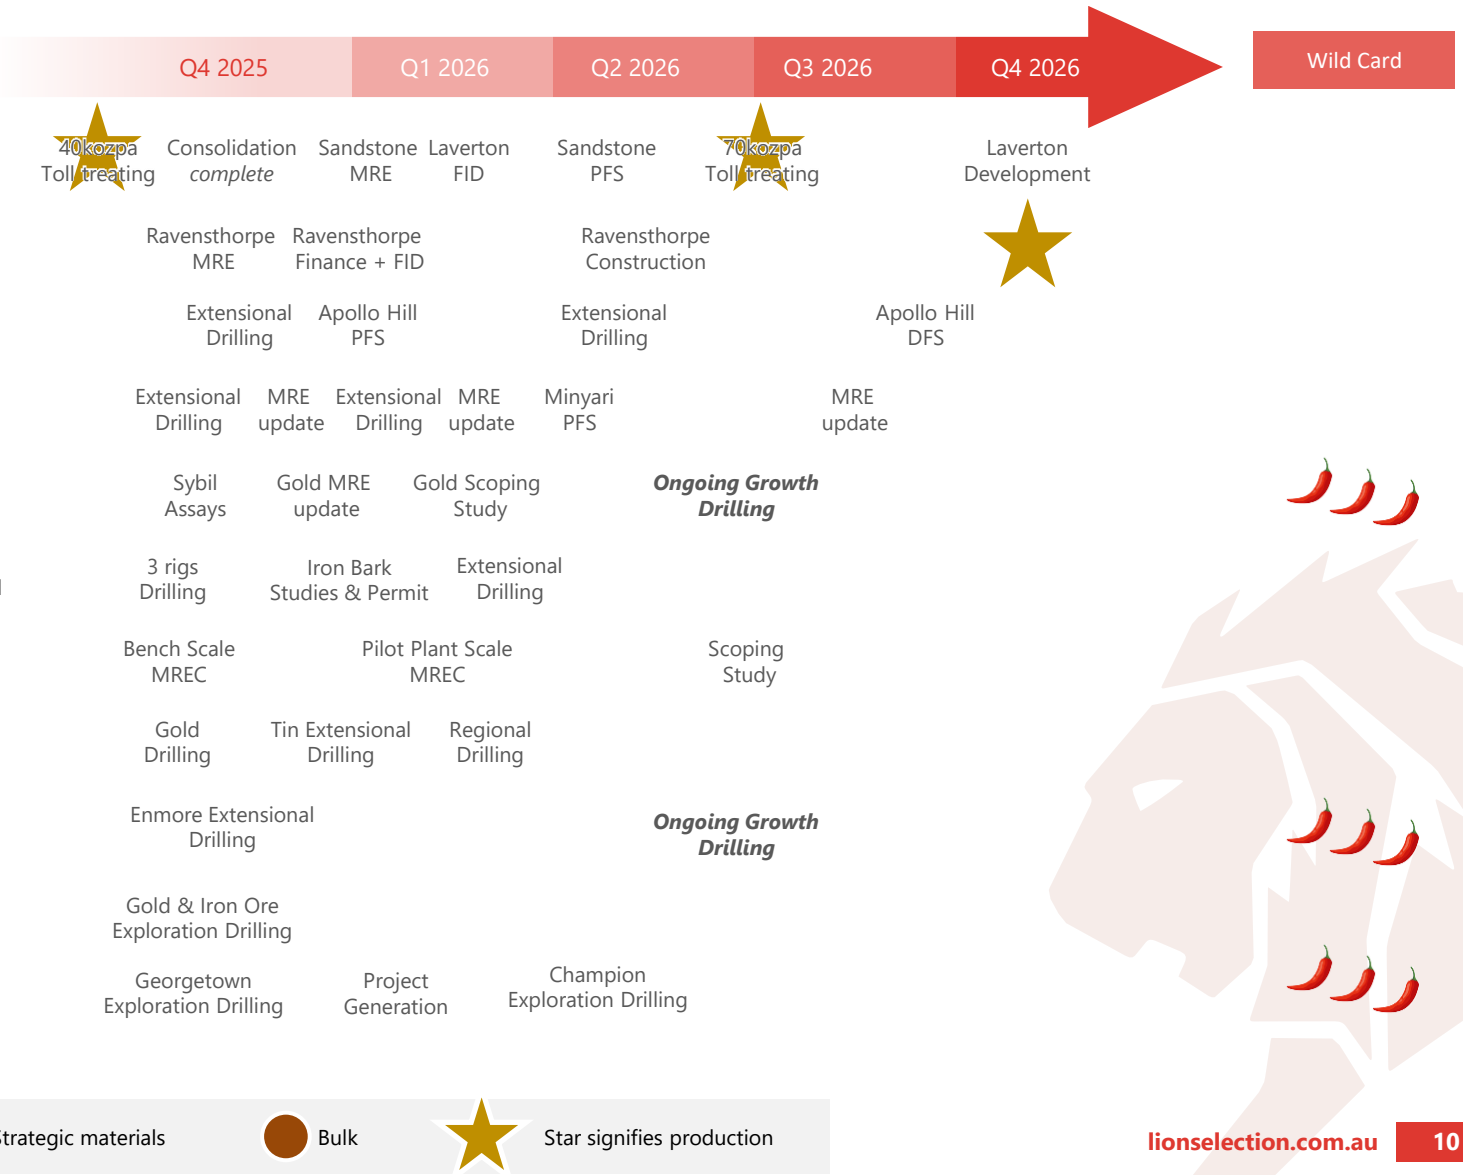 Q4 2025 Q1 2026 Q2 2026 Q3 2026 Q4 2026 Wild Card
40kozpa Consolidation Sandstone Laverton Sandstone 70kozpa Laverton
Toll treating complete MRE FID PFS Toll treating Development
Ravensthorpe Ravensthorpe Ravensthorpe
MRE Finance + FID Construction
Extensional Apollo Hill Extensional Apollo Hill
Drilling PFS Drilling DFS
Extensional MRE Extensional MRE Minyari MRE
Drilling update Drilling update PFS update
Sybil Gold MRE Gold Scoping Ongoing Growth
Assays update Study Drilling
3 rigs Iron Bark Extensional
Drilling Studies & Permit Drilling
Bench Scale Pilot Plant Scale Scoping
MREC MREC Study
Gold Tin Extensional Regional
Drilling Drilling Drilling
Enmore Extensional Ongoing Growth
Drilling Drilling
Gold & Iron Ore
Exploration Drilling
Georgetown Project Champion
Exploration Drilling Generation Exploration Drilling
trategic materials Bulk Star signifies production
lionselection.com.au 10